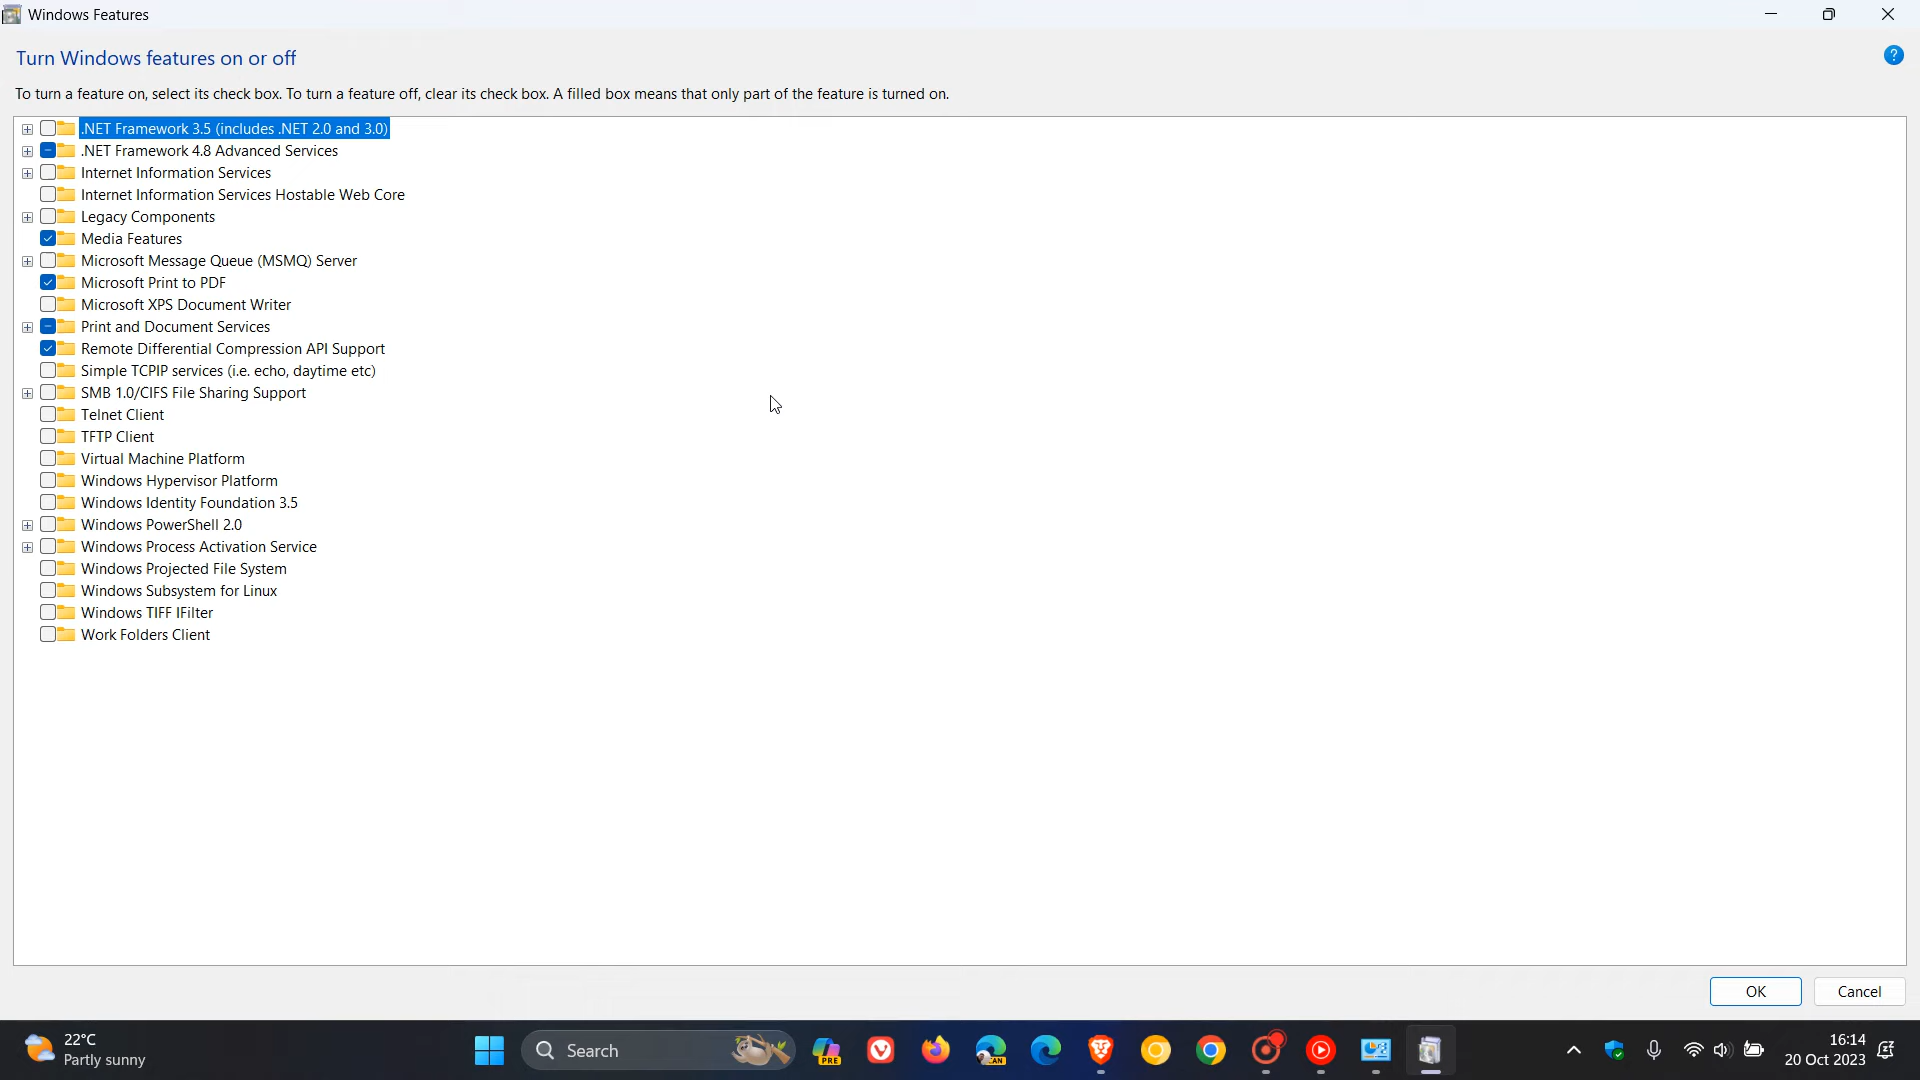 Windows Features
Turn Windows features on or off
To turn a feature on, select its check box. To turn a feature off, clear its check box. A filled box means that only part of the feature is turned on.
.NET Framework 3.5 (includes .NET 2.0 and 3.0)
.NET Framework 4.8 Advanced Services
Internet Information Services
Internet Information Services Hostable Web Core
Legacy Components
Media Features
Microsoft Message Queue (MSMQ) Server
Microsoft Print to PDF
Microsoft XPS Document Writer
Print and Document Services
Remote Differential Compression API Support
Simple TCPIP services (i.e. echo, daytime etc)
SMB 1.0/CIFS File Sharing Support
Telnet Client
TFTP Client
Virtual Machine Platform
Windows Hypervisor Platform
Windows Identity Foundation 3.5
Windows PowerShell 2.0
Windows Process Activation Service
Windows Projected File System
Windows Subsystem for Linux
Windows TIFF IFilter
Work Folders Client
OK Cancel
22°C
Partly sunny
Search
PRE
CAN
16:14
20 Oct 2023